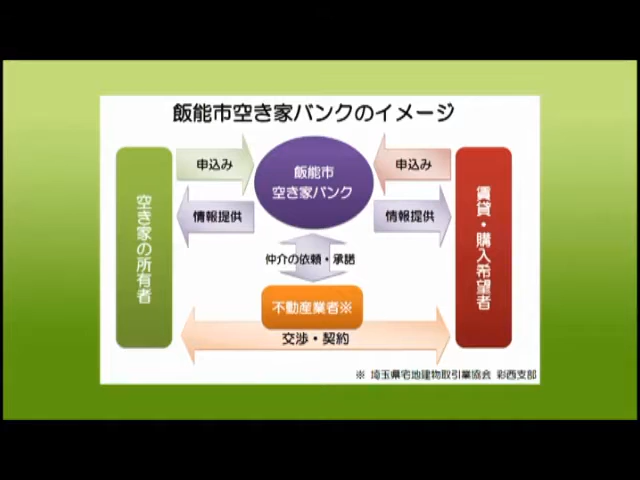 飯能市空き家バンクのイメージ
空き家の所有者
申込み
飯能市
空き家バンク
申込み
賃貸・購入希望者
情報提供
情報提供
仲介の依頼・承諾
不動産業者※
交渉・契約
※ 埼玉県宅地建物取引業協会 彩西支部